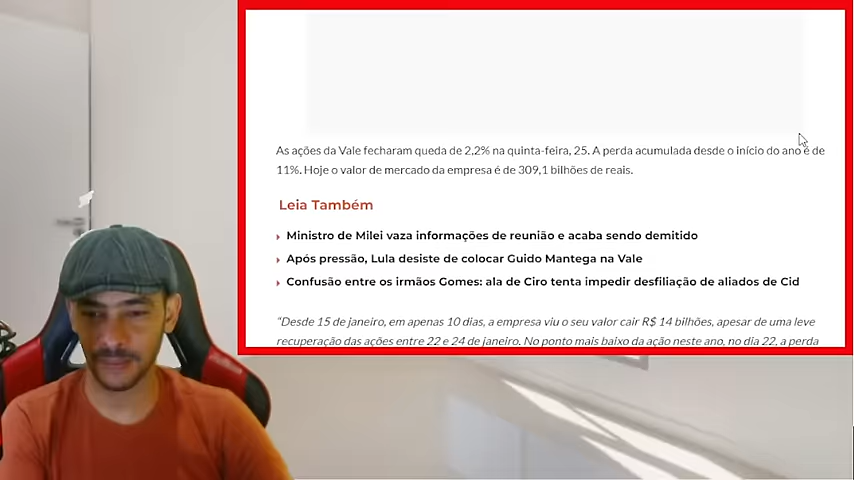 As ações da Vale fecharam queda de 2,2% na quinta-feira, 25. A perda acumulada desde o início do ano é de
11%. Hoje o valor de mercado da empresa é de 309,1 bilhões de reais.
Leia Também
Ministro de Milei vaza informações de reunião e acaba sendo demitido
Após pressão, Lula desiste de colocar Guido Mantega na Vale
Confusão entre os irmãos Gomes: ala de Ciro tenta impedir desfiliação de aliados de Cid
“Desde 15 de janeiro, em apenas 10 dias, a empresa viu o seu valor cair R$ 14 bilhões, apesar de uma leve
recuperação das ações entre 22 e 24 de janeiro. No ponto mais baixo da ação neste ano, no dia 22, a perda